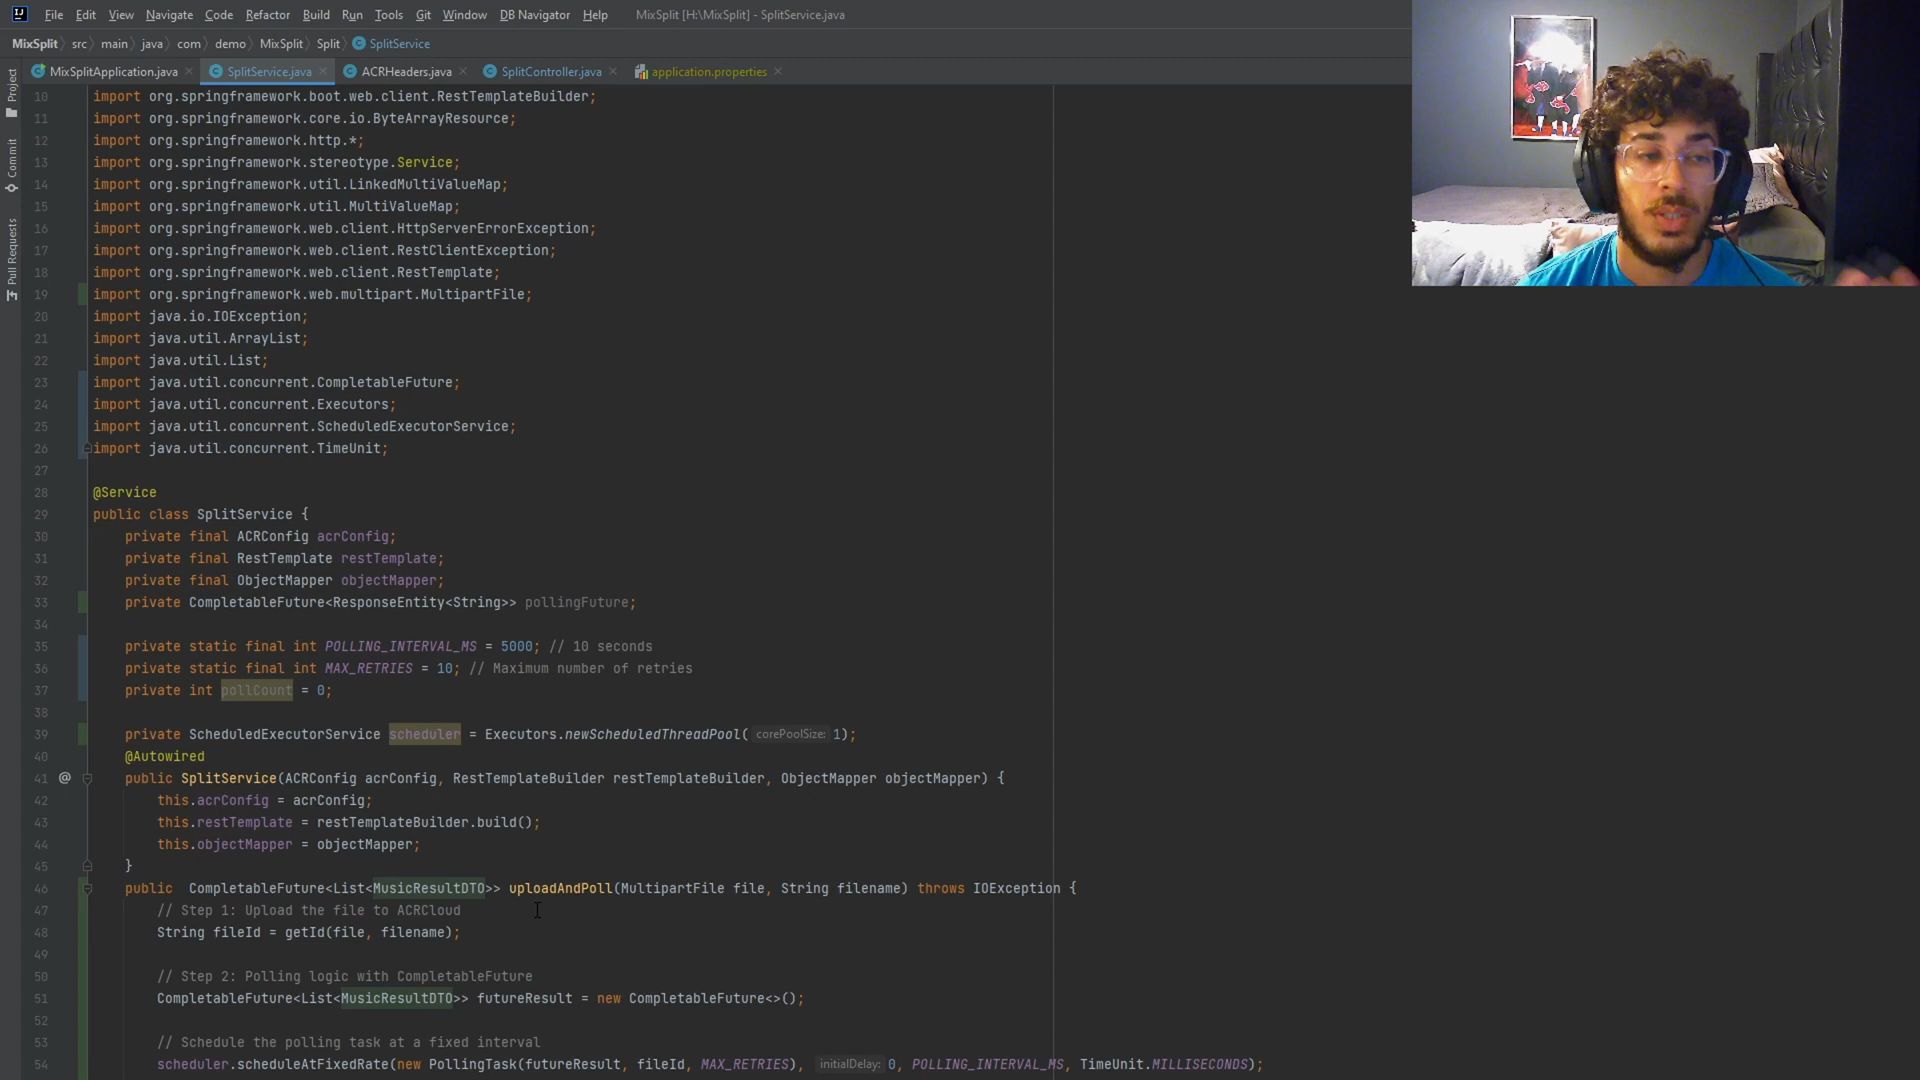 File Edit View Navigate Code Refactor Build Run Tools Git Window DB Navigator Help MixSplit [H:\MixSplit] - SplitService.java
MixSplit src main java com demo MixSplit Split SplitService
MixSplitApplication.java SplitService.java ACRHeaders.java SplitController.java application.properties
Project
Commit
Pull Requests
10 import org.springframework.boot.web.client.RestTemplateBuilder;
11 import org.springframework.core.io.ByteArrayResource;
12 import org.springframework.http.*;
13 import org.springframework.stereotype.Service;
14 import org.springframework.util.LinkedMultiValueMap;
15 import org.springframework.util.MultiValueMap;
16 import org.springframework.web.client.HttpServerErrorException;
17 import org.springframework.web.client.RestClientException;
18 import org.springframework.web.client.RestTemplate;
19 import org.springframework.web.multipart.MultipartFile;
20 import java.io.IOException;
21 import java.util.ArrayList;
22 import java.util.List;
23 import java.util.concurrent.CompletableFuture;
24 import java.util.concurrent.Executors;
25 import java.util.concurrent.ScheduledExecutorService;
26 import java.util.concurrent.TimeUnit;
27
28 @Service
29 public class SplitService {
30 private final ACRConfig acrConfig;
31 private final RestTemplate restTemplate;
32 private final ObjectMapper objectMapper;
33 private CompletableFuture<ResponseEntity<String>> pollingFuture;
34
35 private static final int POLLING_INTERVAL_MS = 5000; // 10 seconds
36 private static final int MAX_RETRIES = 10; // Maximum number of retries
37 private int pollCount = 0;
38
39 private ScheduledExecutorService scheduler = Executors.newScheduledThreadPool( corePoolSize: 1);
40 @Autowired
41 @ public SplitService(ACRConfig acrConfig, RestTemplateBuilder restTemplateBuilder, ObjectMapper objectMapper) {
42 this.acrConfig = acrConfig;
43 this.restTemplate = restTemplateBuilder.build();
44 this.objectMapper = objectMapper;
45 }
46 public CompletableFuture<List<MusicResultDTO>> uploadAndPoll(MultipartFile file, String filename) throws IOException {
47 // Step 1: Upload the file to ACRCloud
48 String fileId = getId(file, filename);
49
50 // Step 2: Polling logic with CompletableFuture
51 CompletableFuture<List<MusicResultDTO>> futureResult = new CompletableFuture<>();
52
53 // Schedule the polling task at a fixed interval
54 scheduler.scheduleAtFixedRate(new PollingTask(futureResult, fileId, MAX_RETRIES), initialDelay: 0, POLLING_INTERVAL_MS, TimeUnit.MILLISECONDS);